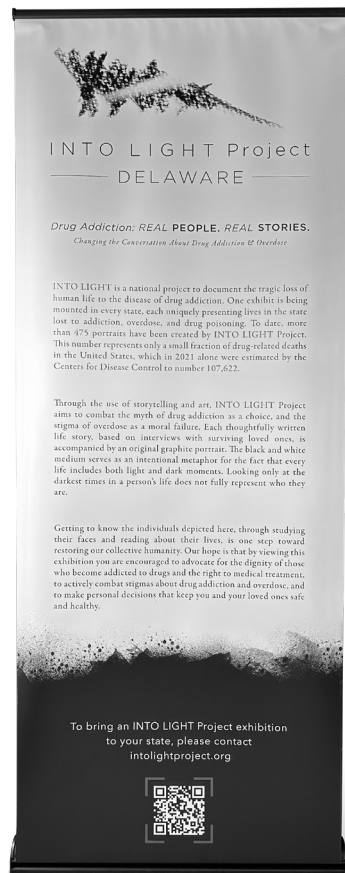 INTO LIGHT Project
DELAWARE
Drug Addiction: REAL PEOPLE. REAL STORIES.
Changing the Conversation About Drug Addiction & Overdose
INTO LIGHT is a national project to document the tragic loss of
human life to the disease of drug addiction. One exhibit is being
mounted in every state, each uniquely presenting lives in the state
lost to addiction, overdose, and drug poisoning. To date, more
than 475 portraits have been created by INTO LIGHT Project.
This number represents only a small fraction of drug-related deaths
in the United States, which in 2021 alone were estimated by the
Centers for Disease Control to number 107,622.
Through the use of storytelling and art, INTO LIGHT Project
aims to combat the myth of drug addiction as a choice, and the
stigma of overdose as a moral failure. Each thoughtfully written
life story, based on interviews with surviving loved ones, is
accompanied by an original graphite portrait. The black and white
medium serves as an intentional metaphor for the fact that every
life includes both light and dark moments. Looking only at the
darkest times in a person's life does not fully represent who they
are.
Getting to know the individuals depicted here, through studying
their faces and reading about their lives, is one step toward
restoring our collective humanity. Our hope is that by viewing this
exhibition you are encouraged to advocate for the dignity of those
who become addicted to drugs and the right to medical treatment,
to actively combat stigmas about drug addiction and overdose, and
to make personal decisions that keep you and your loved ones safe
and healthy.
To bring an INTO LIGHT Project exhibition
to your state, please contact
intolightproject.org